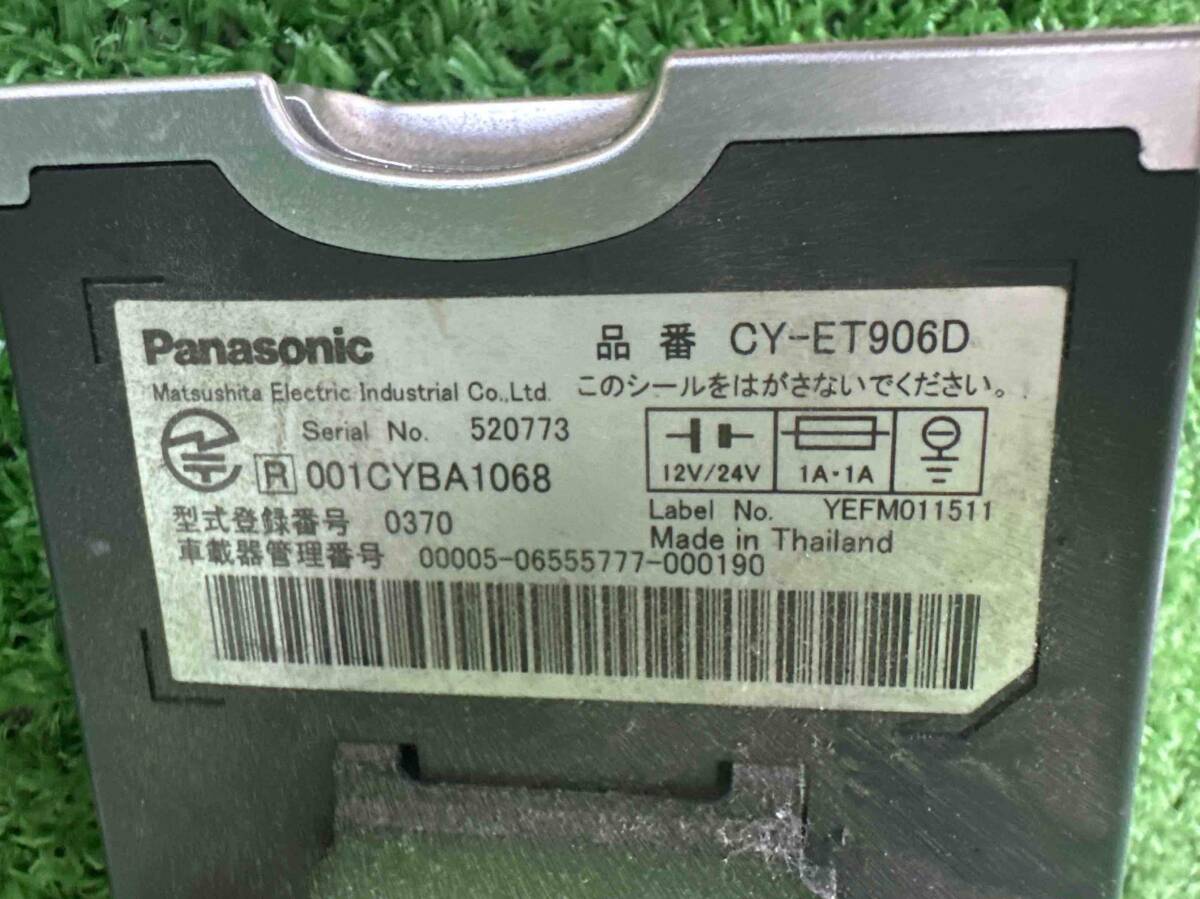 Panasonic 品番 CY-ET906D
Matsushita Electric Industrial Co.,Ltd. このシールをはがさないでください。
Serial No. 520773
R 001CYBA1068
12V/24V 1A・1A
型式登録番号 0370
Label No. YEFM011511
Made in Thailand
車載器管理番号 00005-06555777-000190